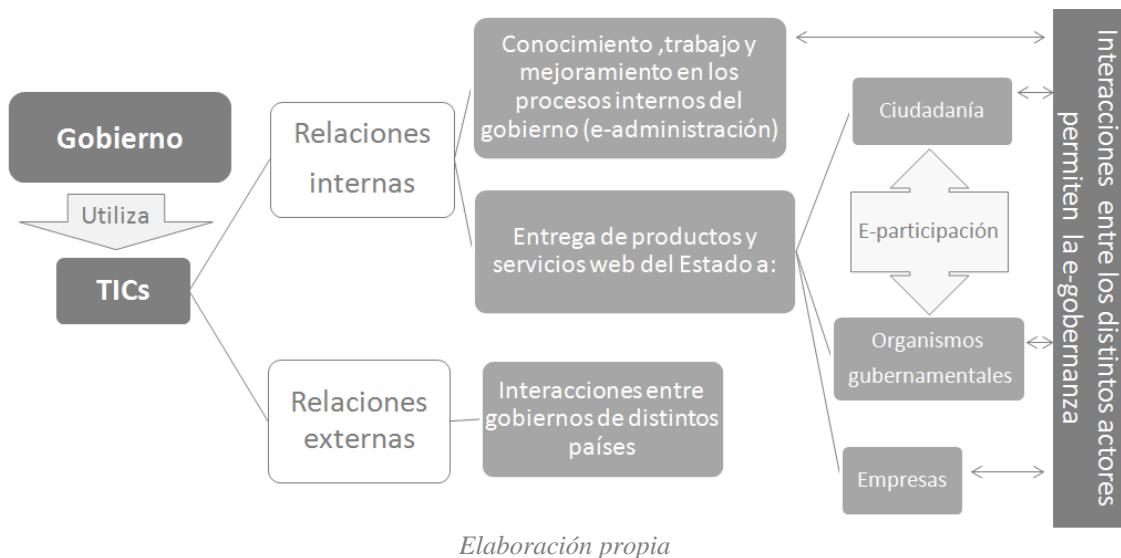 Gobierno
Utiliza
TICs
Relaciones
internas
Relaciones
externas
Conocimiento ,trabajo y
mejoramiento en los
procesos internos del
gobierno (e-administración)
Entrega de productos y
servicios web del Estado a:
Interacciones entre
gobiernos de distintos
países
Ciudadanía
E-participación
Organismos
gubernamentales
Empresas
Interacciones entre los distintos actores
permiten la e-gobernanza
Elaboración propia